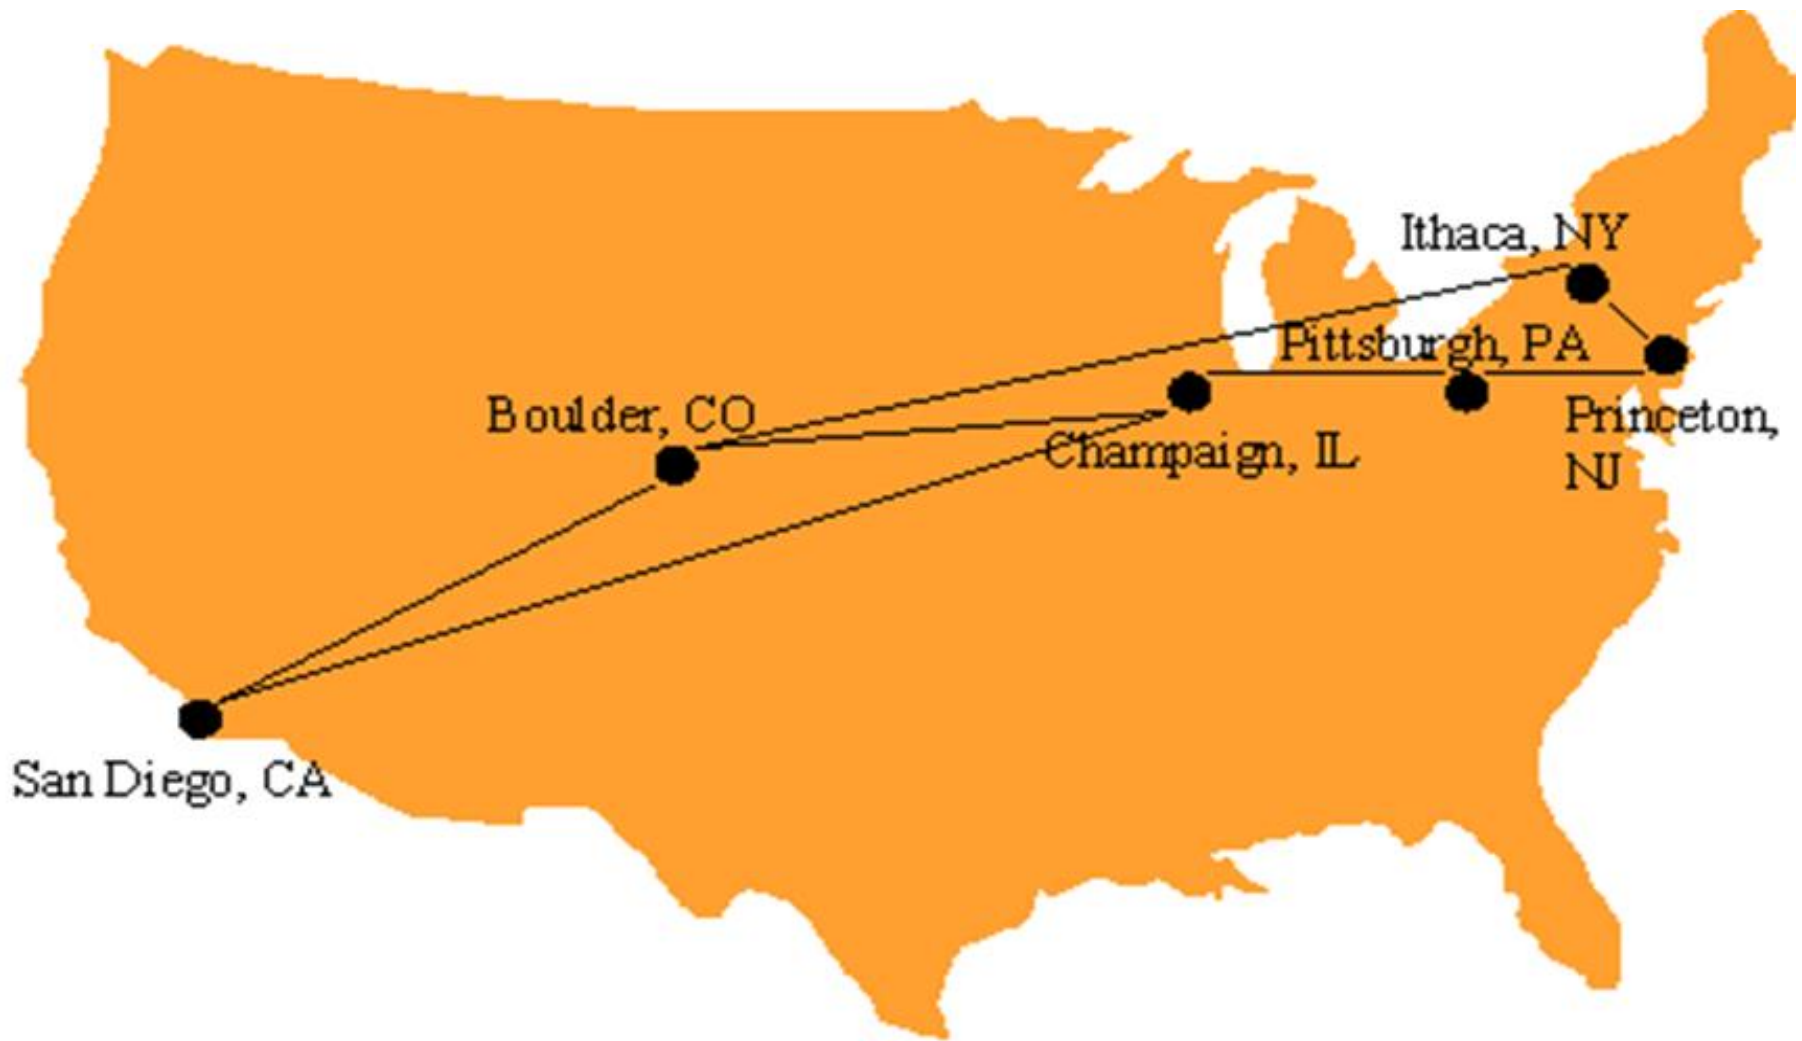 Ithaca, NY
Pittsburgh, PA
Boulder, CO
Princeton,
NJ
Champaign, IL
San Diego, CA